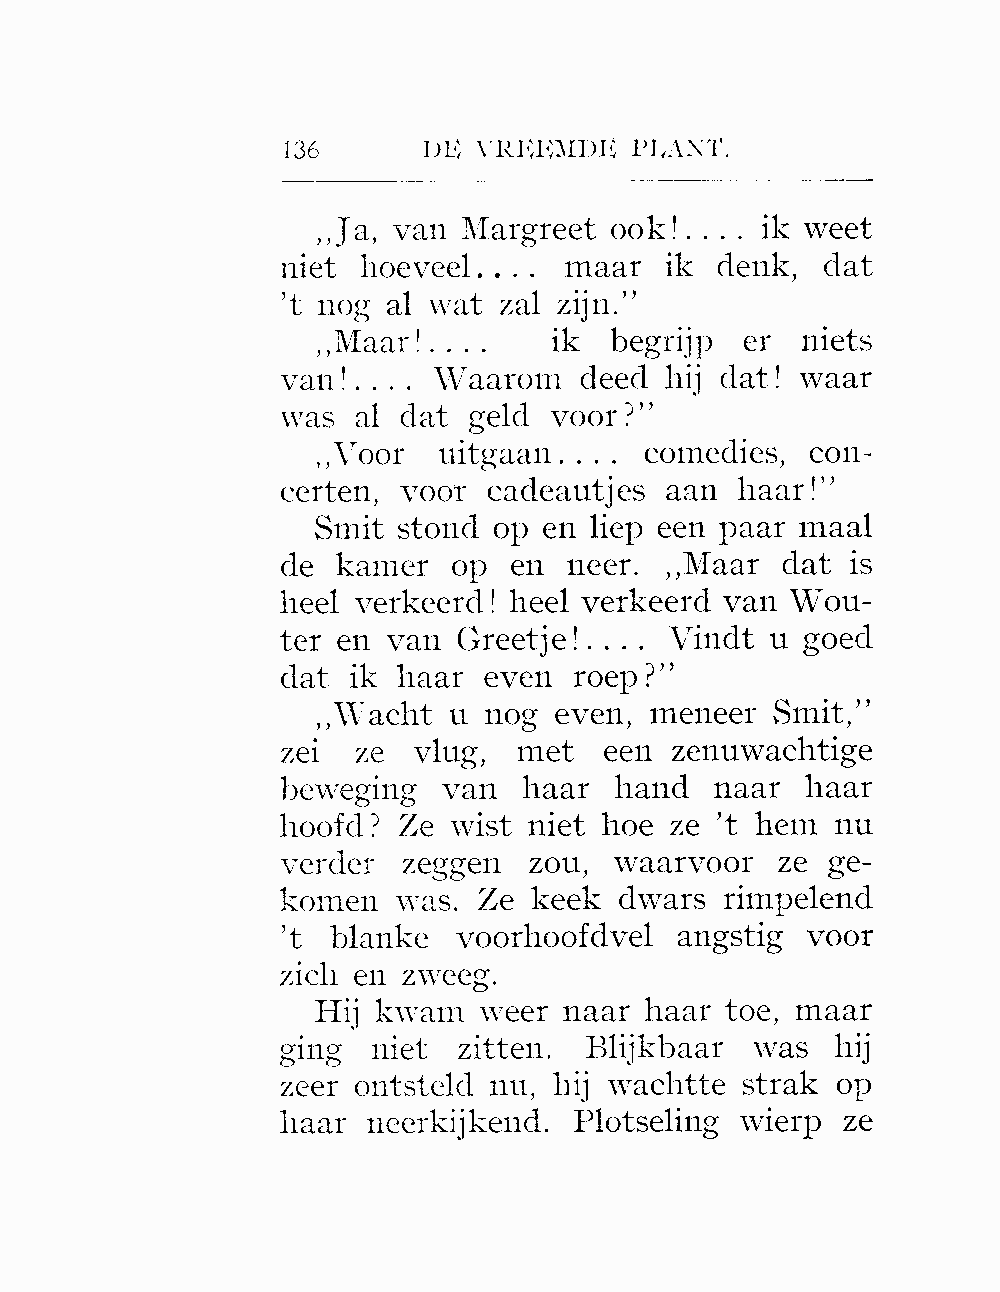 136 DE VREEMDE PLANT.
„Ja, van Margreet ook!.... ik weet
niet hoeveel.... maar ik denk, dat
't nog al wat zal zijn.”
„Maar!.... ik begrijp er niets
van!.... Waarom deed hij dat! waar
was al dat geld voor?”
„Voor uitgaan.... comedies, con-
certen, voor cadeautjes aan haar!”
Smit stond op en liep een paar maal
de kamer op en neer. „Maar dat is
heel verkeerd! heel verkeerd van Wou-
ter en van Greetje!.... Vindt u goed
dat ik haar even roep?”
„Wacht u nog even, meneer Smit,”
zei ze vlug, met een zenuwachtige
beweging van haar hand naar haar
hoofd? Ze wist niet hoe ze 't hem nu
verder zeggen zou, waarvoor ze ge-
komen was. Ze keek dwars rimpelend
't blanke voorhoofdvel angstig voor
zich en zweeg.
Hij kwam weer naar haar toe, maar
ging niet zitten. Blijkbaar was hij
zeer ontsteld nu, hij wachtte strak op
haar neerkijkend. Plotseling wierp ze